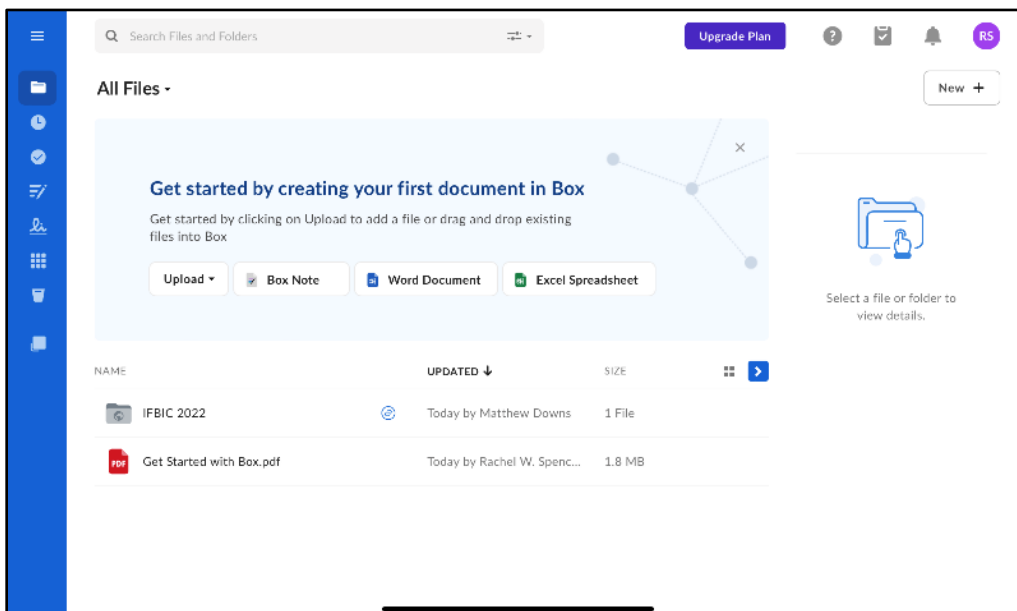 Search Files and Folders
Upgrade Plan
RS
All Files
New +
Get started by creating your first document in Box
Get started by clicking on Upload to add a file or drag and drop existing
files into Box
Upload
Box Note
Word Document
Excel Spreadsheet
Select a file or folder to
view details.
NAME UPDATED SIZE
IFBIC 2022 Today by Matthew Downs 1 File
PDF Get Started with Box.pdf Today by Rachel W. Spenc... 1.8 MB